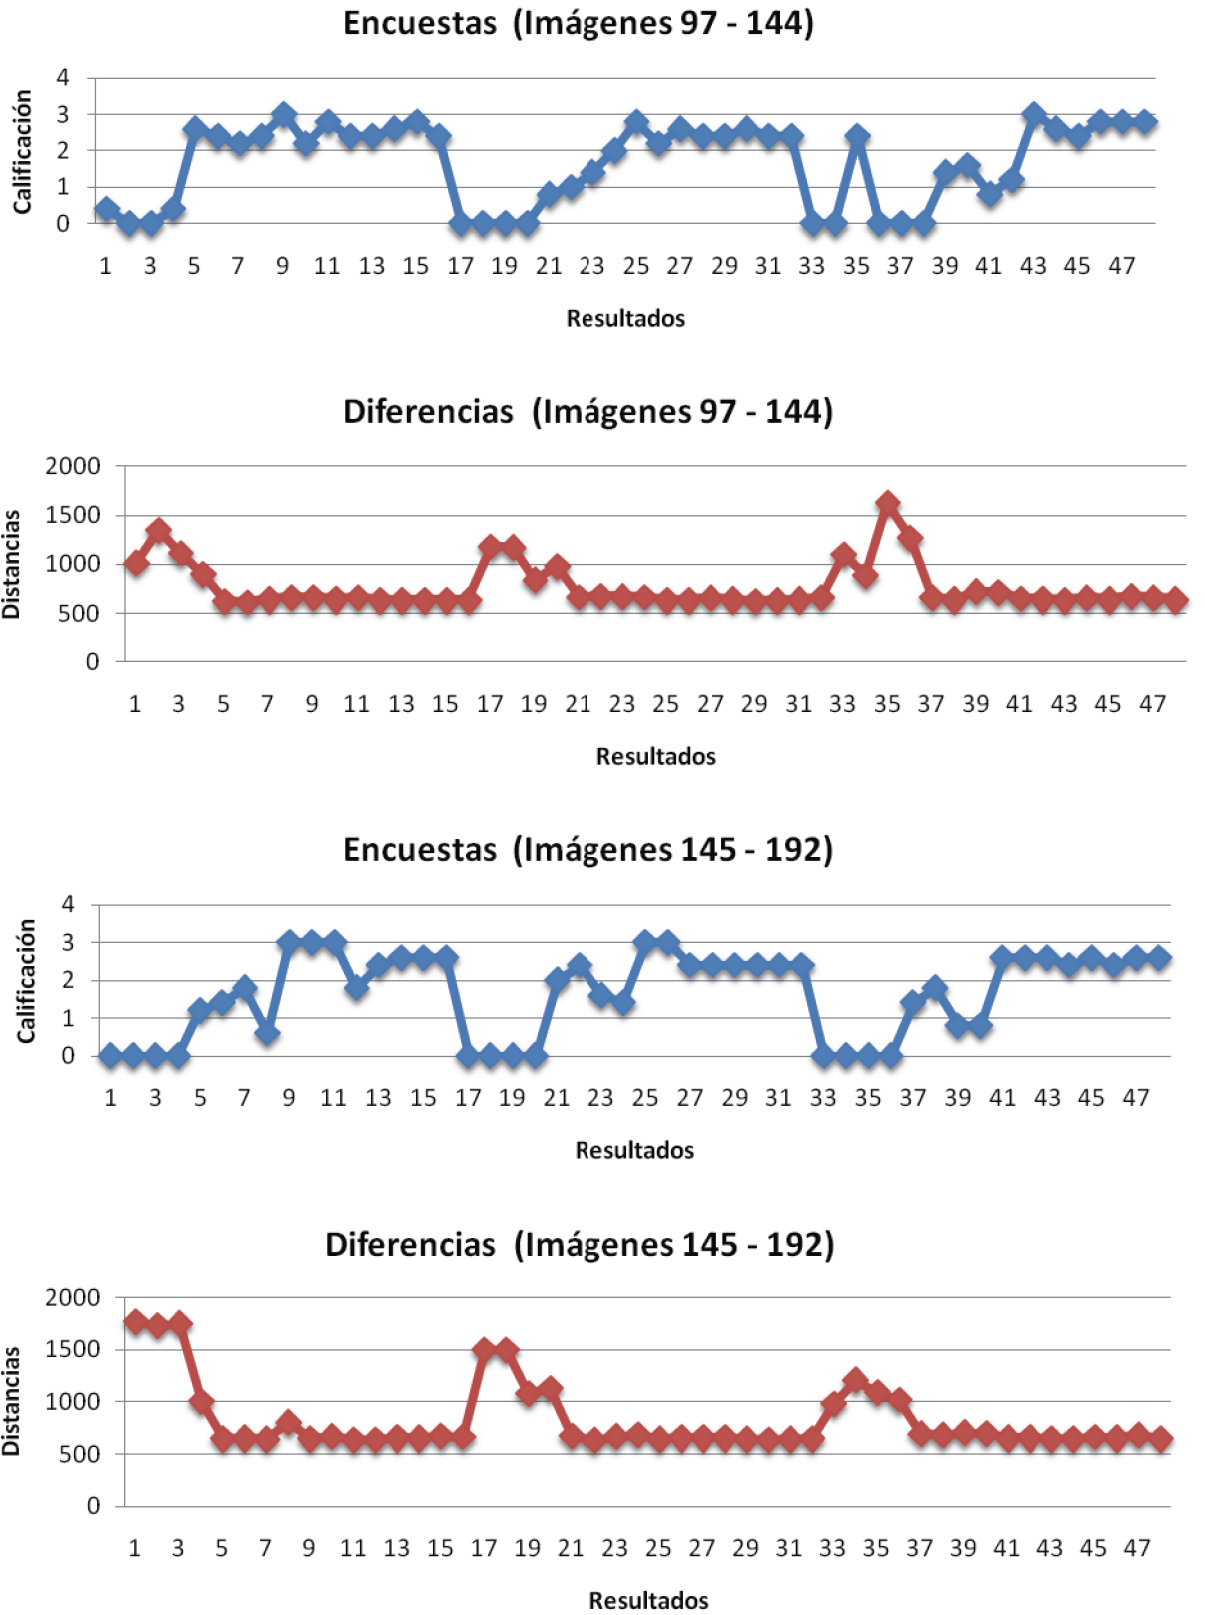 Encuestas (Imágenes 97 - 144)
Calificación
4
3
2
1
0
1 3 5 7 9 11 13 15 17 19 21 23 25 27 29 31 33 35 37 39 41 43 45 47
Resultados
Diferencias (Imágenes 97 - 144)
Distancias
2000
1500
1000
500
0
1 3 5 7 9 11 13 15 17 19 21 23 25 27 29 31 33 35 37 39 41 43 45 47
Resultados
Encuestas (Imágenes 145 - 192)
Calificación
4
3
2
1
0
1 3 5 7 9 11 13 15 17 19 21 23 25 27 29 31 33 35 37 39 41 43 45 47
Resultados
Diferencias (Imágenes 145 - 192)
Distancias
2000
1500
1000
500
0
1 3 5 7 9 11 13 15 17 19 21 23 25 27 29 31 33 35 37 39 41 43 45 47
Resultados